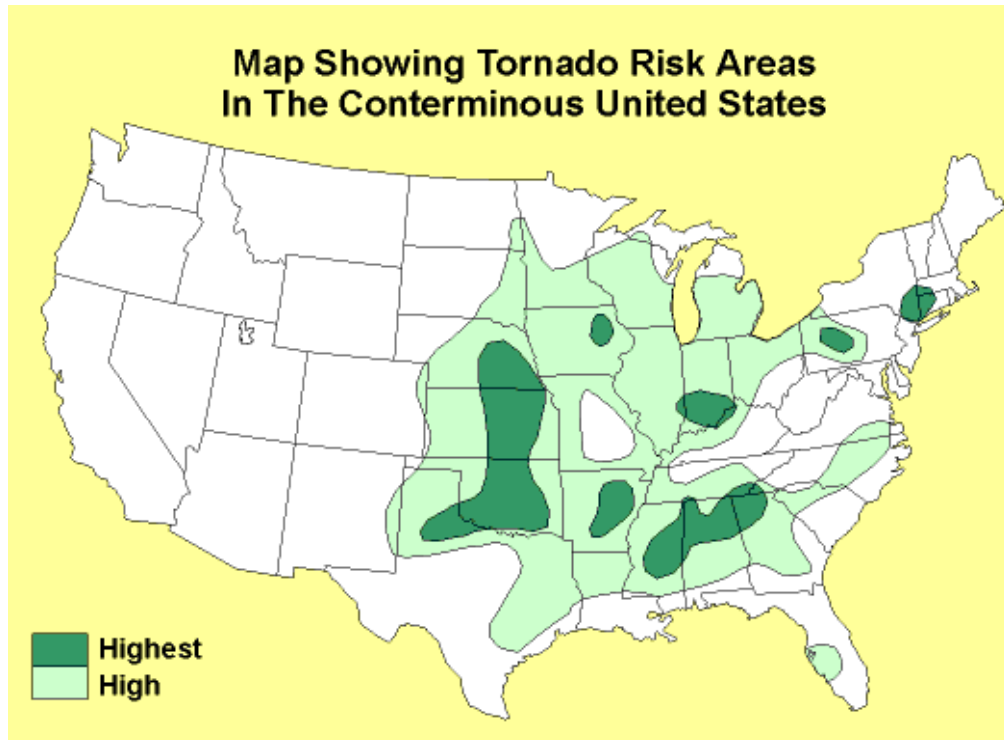 Map Showing Tornado Risk Areas
In The Conterminous United States
Highest
High